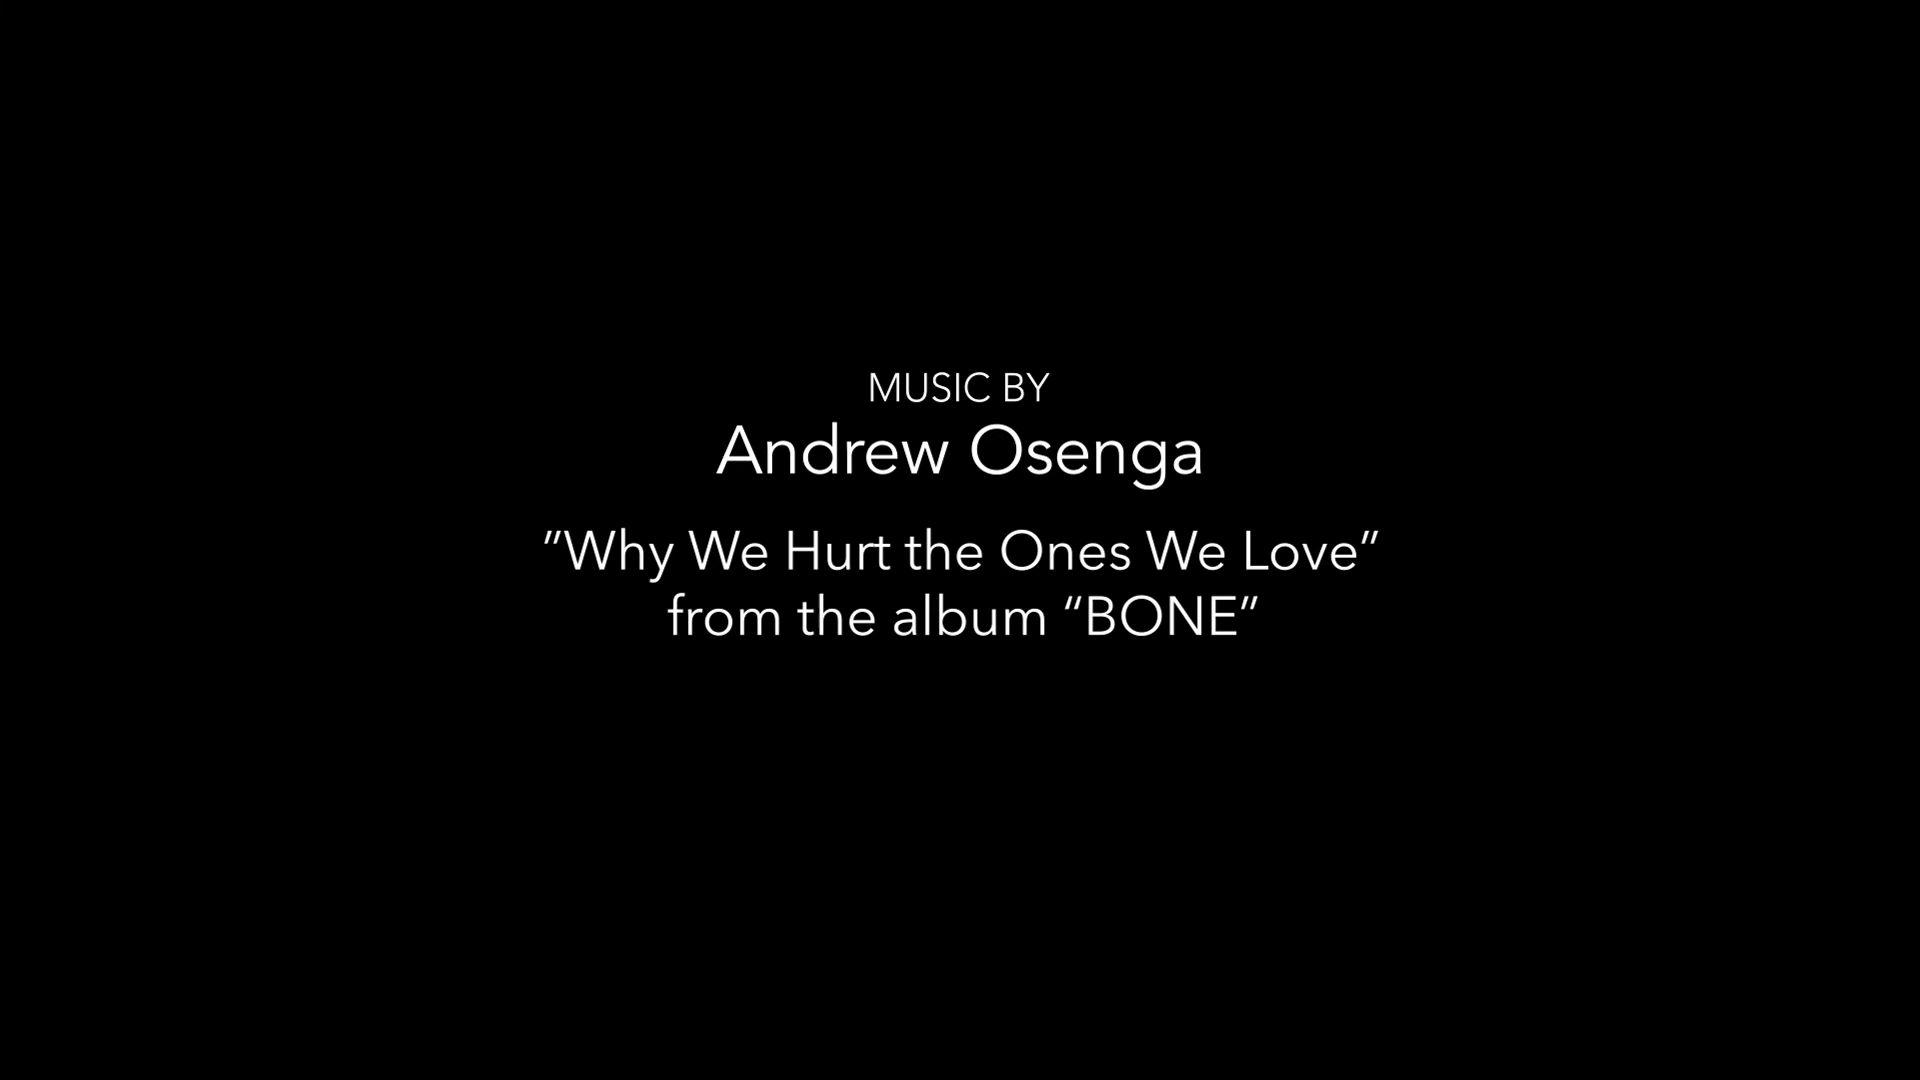 MUSIC BY
Andrew Osenga
”Why We Hurt the Ones We Love”
from the album “BONE”